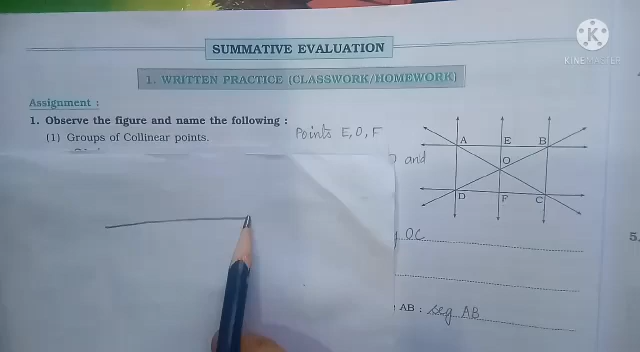 SUMMATIVE EVALUATION
KINEMASTER
1. WRITTEN PRACTICE (CLASSWORK/HOMEWORK)
Assignment :
1. Observe the figure and name the following :
(1) Groups of Collinear points.
Points E, O, F
A E B
O
and
D F C
OC
5.
AB : seg AB